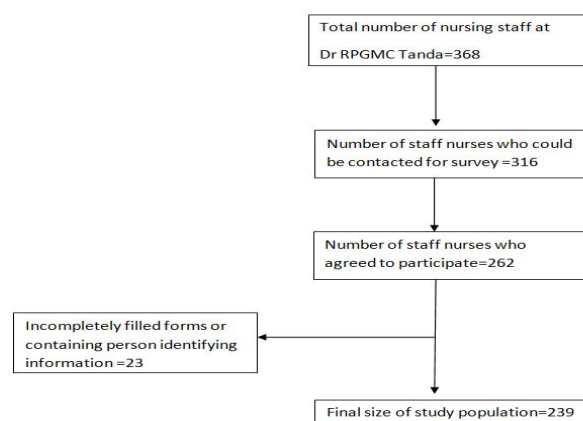 Total number of nursing staff at
Dr RPGMC Tanda=368
Number of staff nurses who could
be contacted for survey =316
Number of staff nurses who
agreed to participate=262
Incompletely filled forms or
containing person identifying
information =23
Final size of study population=239